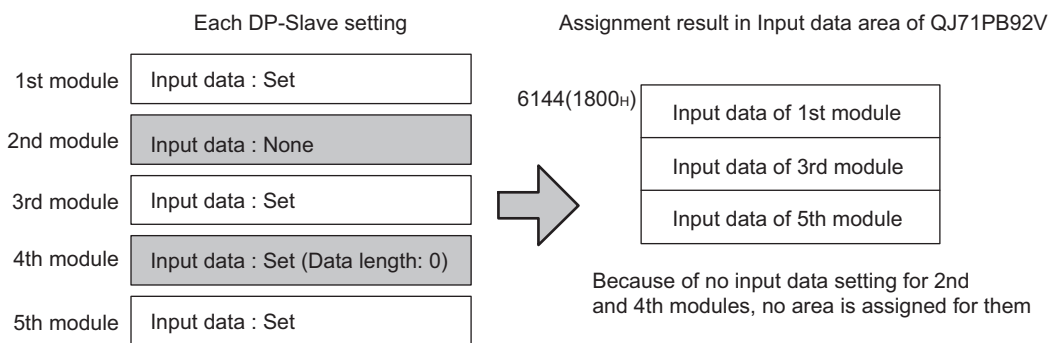 Each DP-Slave setting
Assignment result in Input data area of QJ71PB92V
1st module
Input data : Set
2nd module
Input data : None
3rd module
Input data : Set
4th module
Input data : Set (Data length: 0)
5th module
Input data : Set
6144(1800H)
Input data of 1st module
Input data of 3rd module
Input data of 5th module
Because of no input data setting for 2nd
and 4th modules, no area is assigned for them